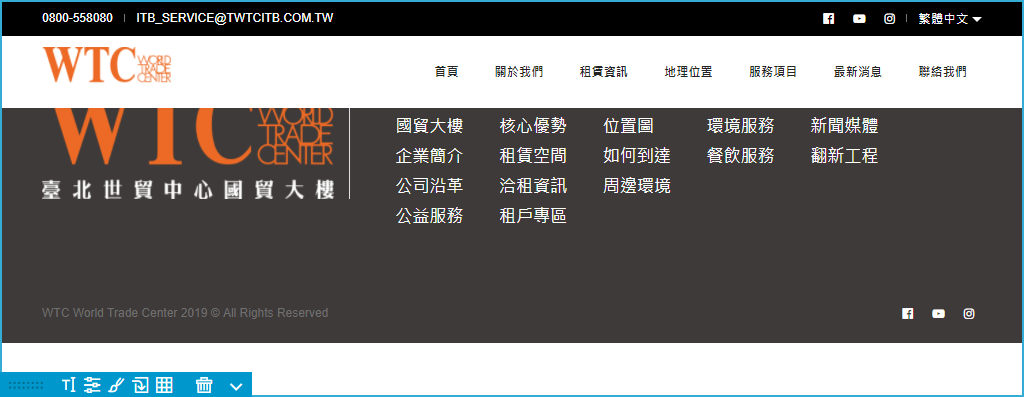 0800-558080 ITB_SERVICE@TWTCITB.COM.TW 繁體中文
WTC WORLD TRADE CENTER
首頁 關於我們 租賃資訊 地理位置 服務項目 最新消息 聯絡我們
WTC WORLD TRADE CENTER
臺北世貿中心國貿大樓
國貿大樓 核心優勢 位置圖 環境服務 新聞媒體
企業簡介 租賃空間 如何到達 餐飲服務 翻新工程
公司沿革 洽租資訊 周邊環境
公益服務 租戶專區
WTC World Trade Center 2019 © All Rights Reserved